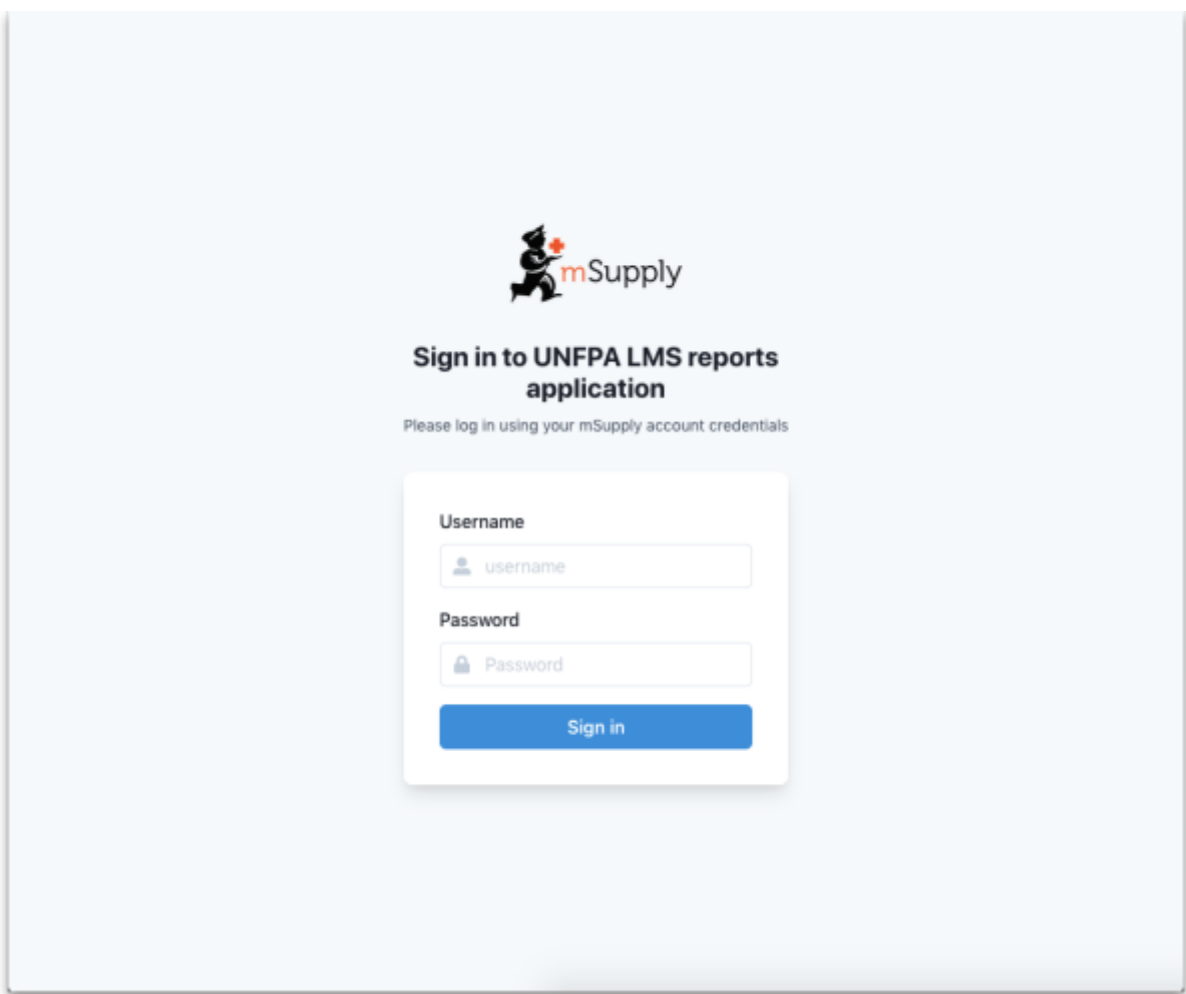 mSupply
Sign in to UNFPA LMS reports
application
Please log in using your mSupply account credentials
Username
username
Password
Password
Sign in